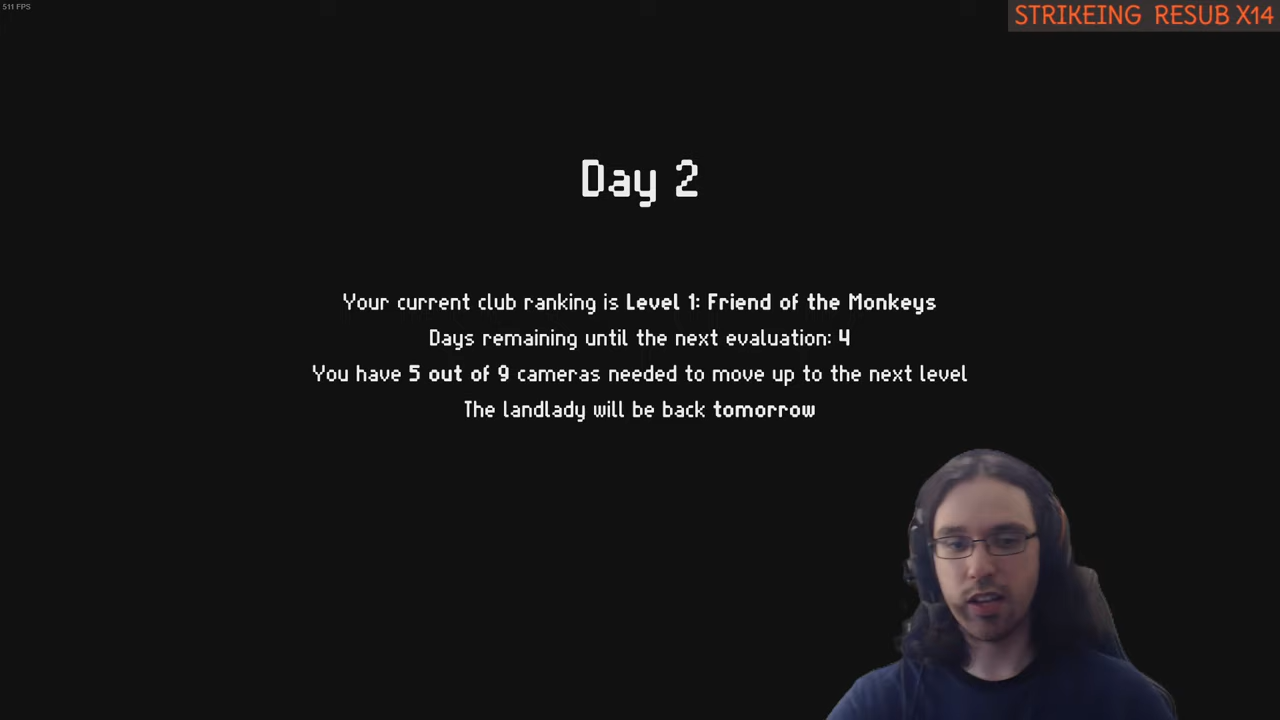 511 FPS
STRIKEING RESUB X14
Day 2
Your current club ranking is Level 1: Friend of the Monkeys
Days remaining until the next evaluation: 4
You have 5 out of 9 cameras needed to move up to the next level
The landlady will be back tomorrow